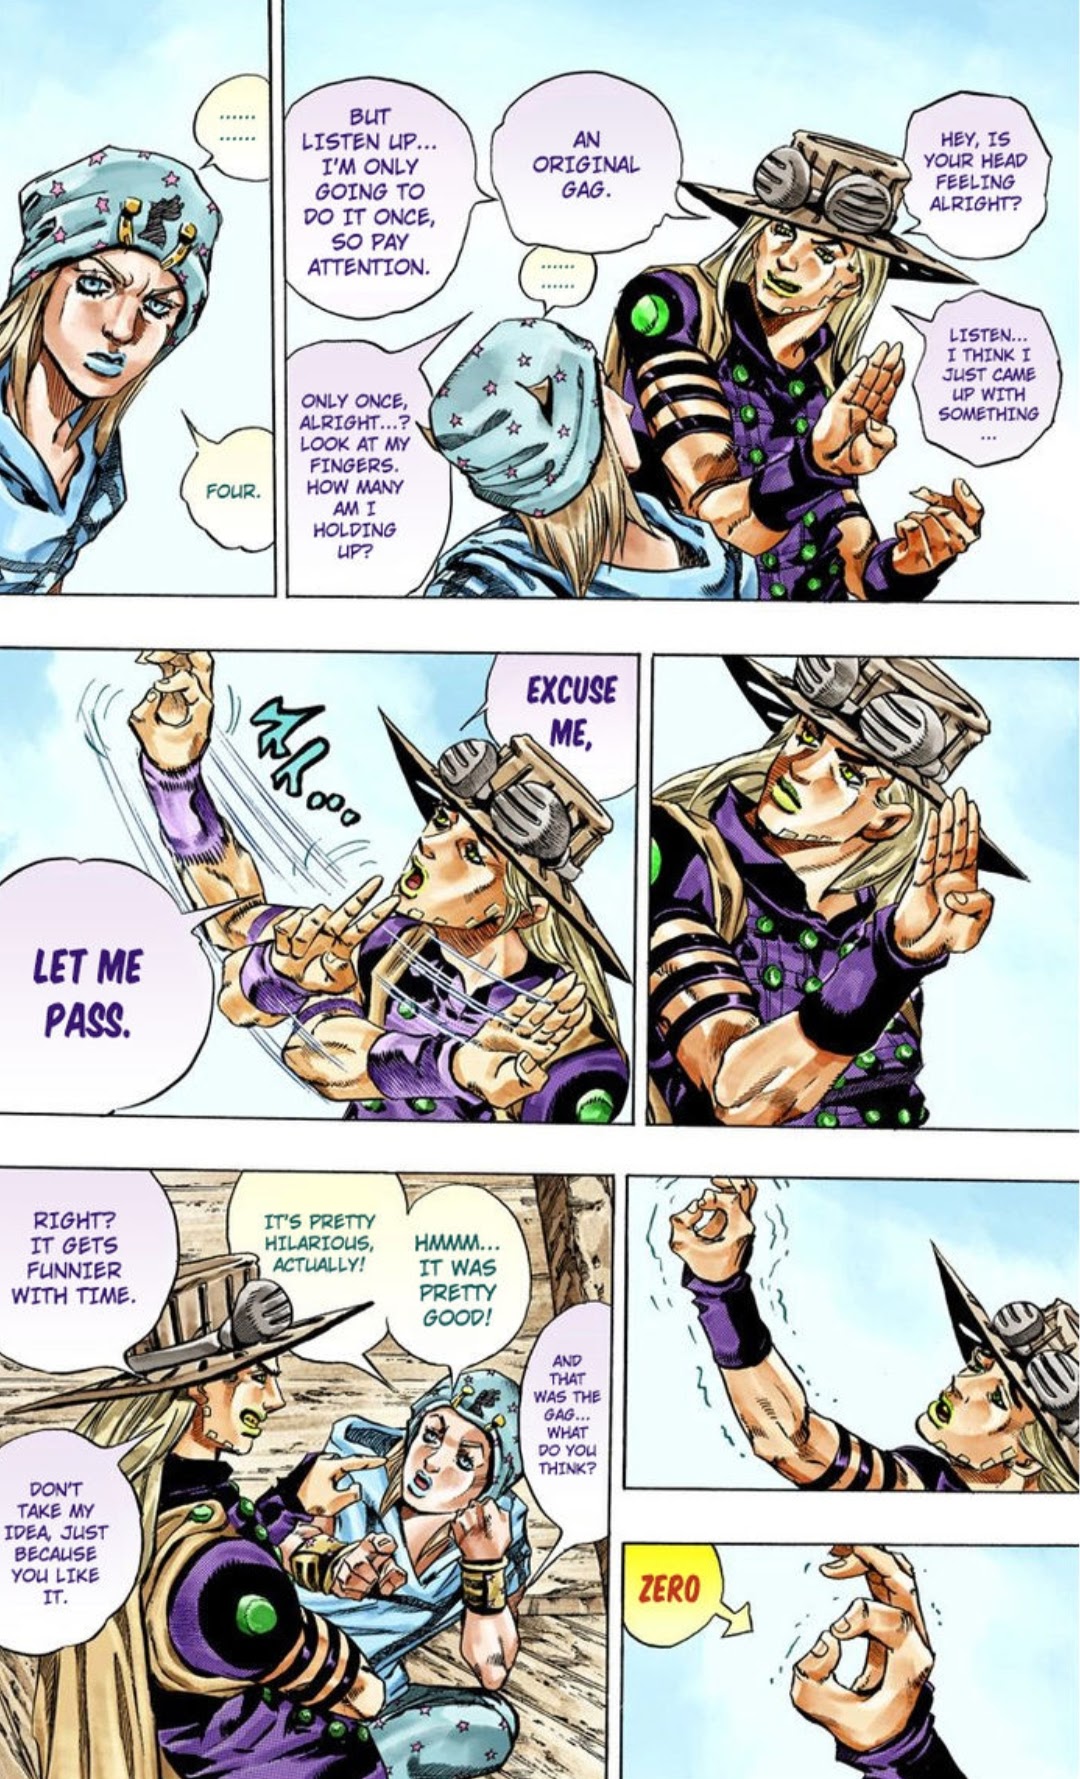 HEY, IS
YOUR HEAD
FEELING
ALRIGHT?
LISTEN...
I THINK I
JUST CAME
UP WITH
SOMETHING
...
AN
ORIGINAL
GAG.
......
......
BUT
LISTEN UP...
I'M ONLY
GOING TO
DO IT ONCE,
SO PAY
ATTENTION.
ONLY ONCE,
ALRIGHT...?
LOOK AT MY
FINGERS.
HOW MANY
AM I
HOLDING
UP?
......
......
FOUR.
EXCUSE
ME,
スイ...
LET ME
PASS.
ZERO
AND
THAT
WAS THE
GAG...
WHAT
DO YOU
THINK?
HMMM...
IT WAS
PRETTY
GOOD!
IT'S PRETTY
HILARIOUS,
ACTUALLY!
RIGHT?
IT GETS
FUNNIER
WITH TIME.
DON'T
TAKE MY
IDEA, JUST
BECAUSE
YOU LIKE
IT.